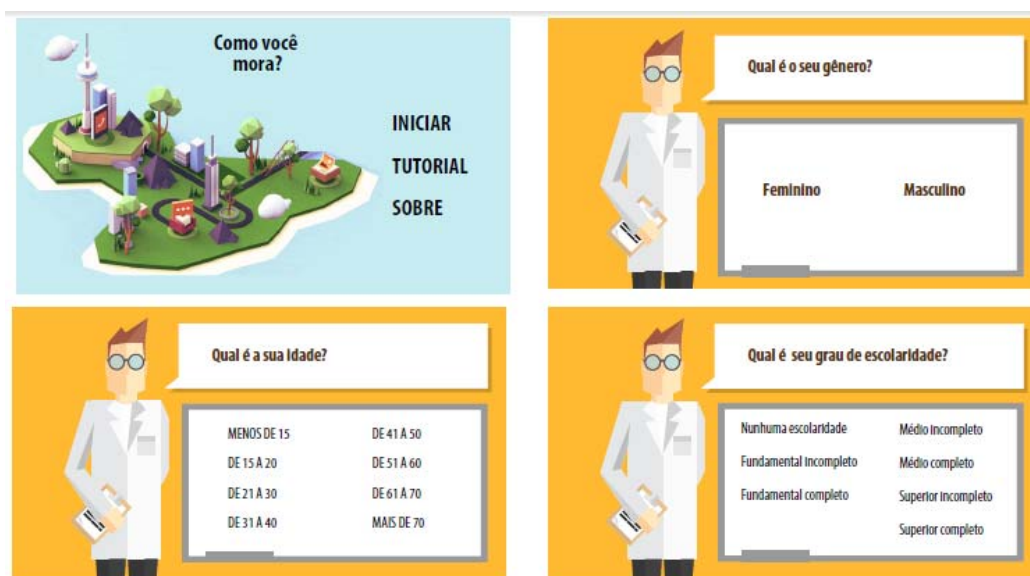 Como você
mora?
INICIAR
TUTORIAL
SOBRE
Qual é o seu gênero?
Feminino Masculino
Qual é a sua idade?
MENOS DE 15 DE 41 A 50
DE 15 A 20 DE 51 A 60
DE 21 A 30 DE 61 A 70
DE 31 A 40 MAIS DE 70
Qual é seu grau de escolaridade?
Nunhuma escolaridade Médio incompleto
Fundamental incompleto Médio completo
Fundamental completo Superior incompleto
Superior completo